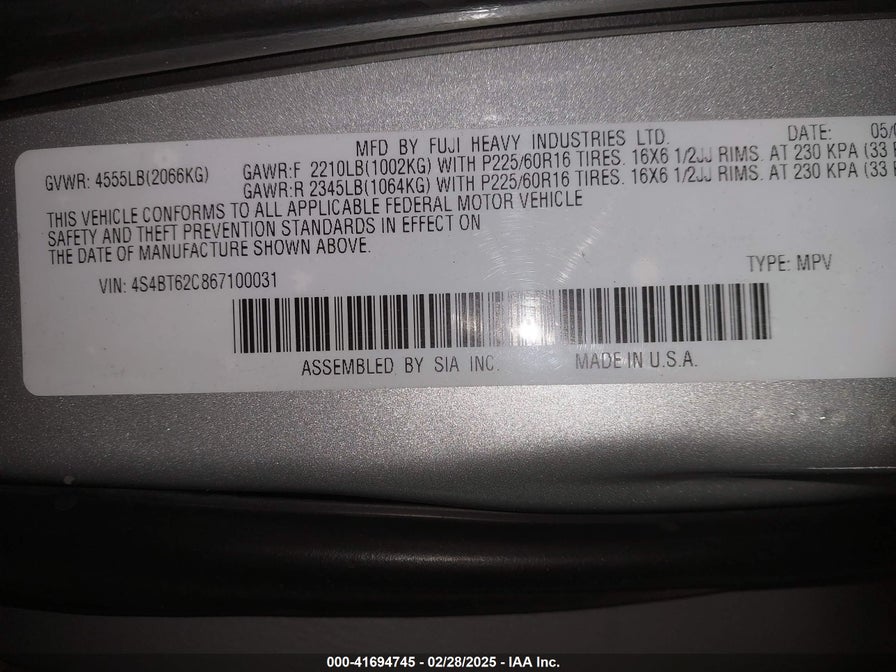 MFD BY FUJI HEAVY INDUSTRIES LTD. DATE: 05/
GVWR: 4555LB(2066KG) GAWR:F 2210LB(1002KG) WITH P225/60R16 TIRES. 16X6 1/2JJ RIMS. AT 230 KPA (33
GAWR:R 2345LB(1064KG) WITH P225/60R16 TIRES. 16X6 1/2JJ RIMS. AT 230 KPA (33
THIS VEHICLE CONFORMS TO ALL APPLICABLE FEDERAL MOTOR VEHICLE
SAFETY AND THEFT PREVENTION STANDARDS IN EFFECT ON
THE DATE OF MANUFACTURE SHOWN ABOVE.
VIN: 4S4BT62C867100031 TYPE: MPV
ASSEMBLED BY SIA INC. MADE IN U.S.A.
000-41694745 - 02/28/2025 - IAA Inc.